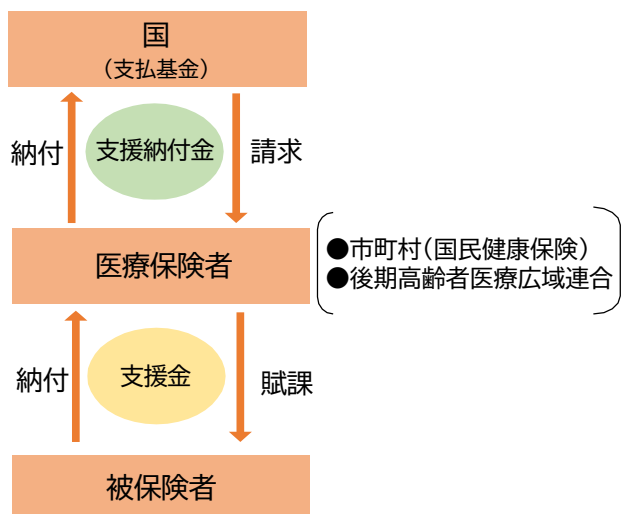 国
（支払基金）
納付
支援納付金
請求
医療保険者
●市町村（国民健康保険）
●後期高齢者医療広域連合
納付
支援金
賦課
被保険者